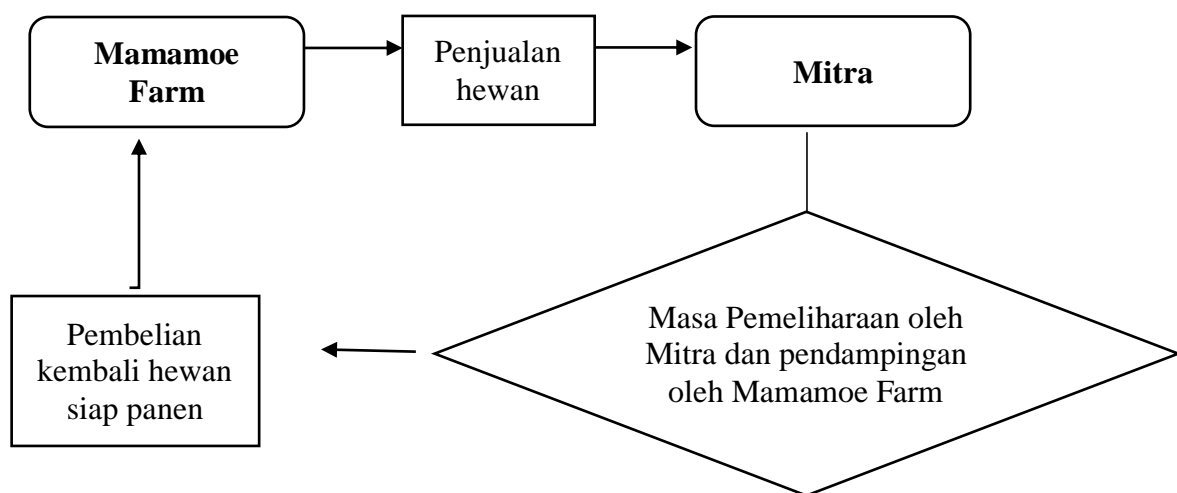 Mamamoe
Farm
Penjualan
hewan
Mitra
Masa Pemeliharaan oleh
Mitra dan pendampingan
oleh Mamamoe Farm
Pembelian
kembali hewan
siap panen